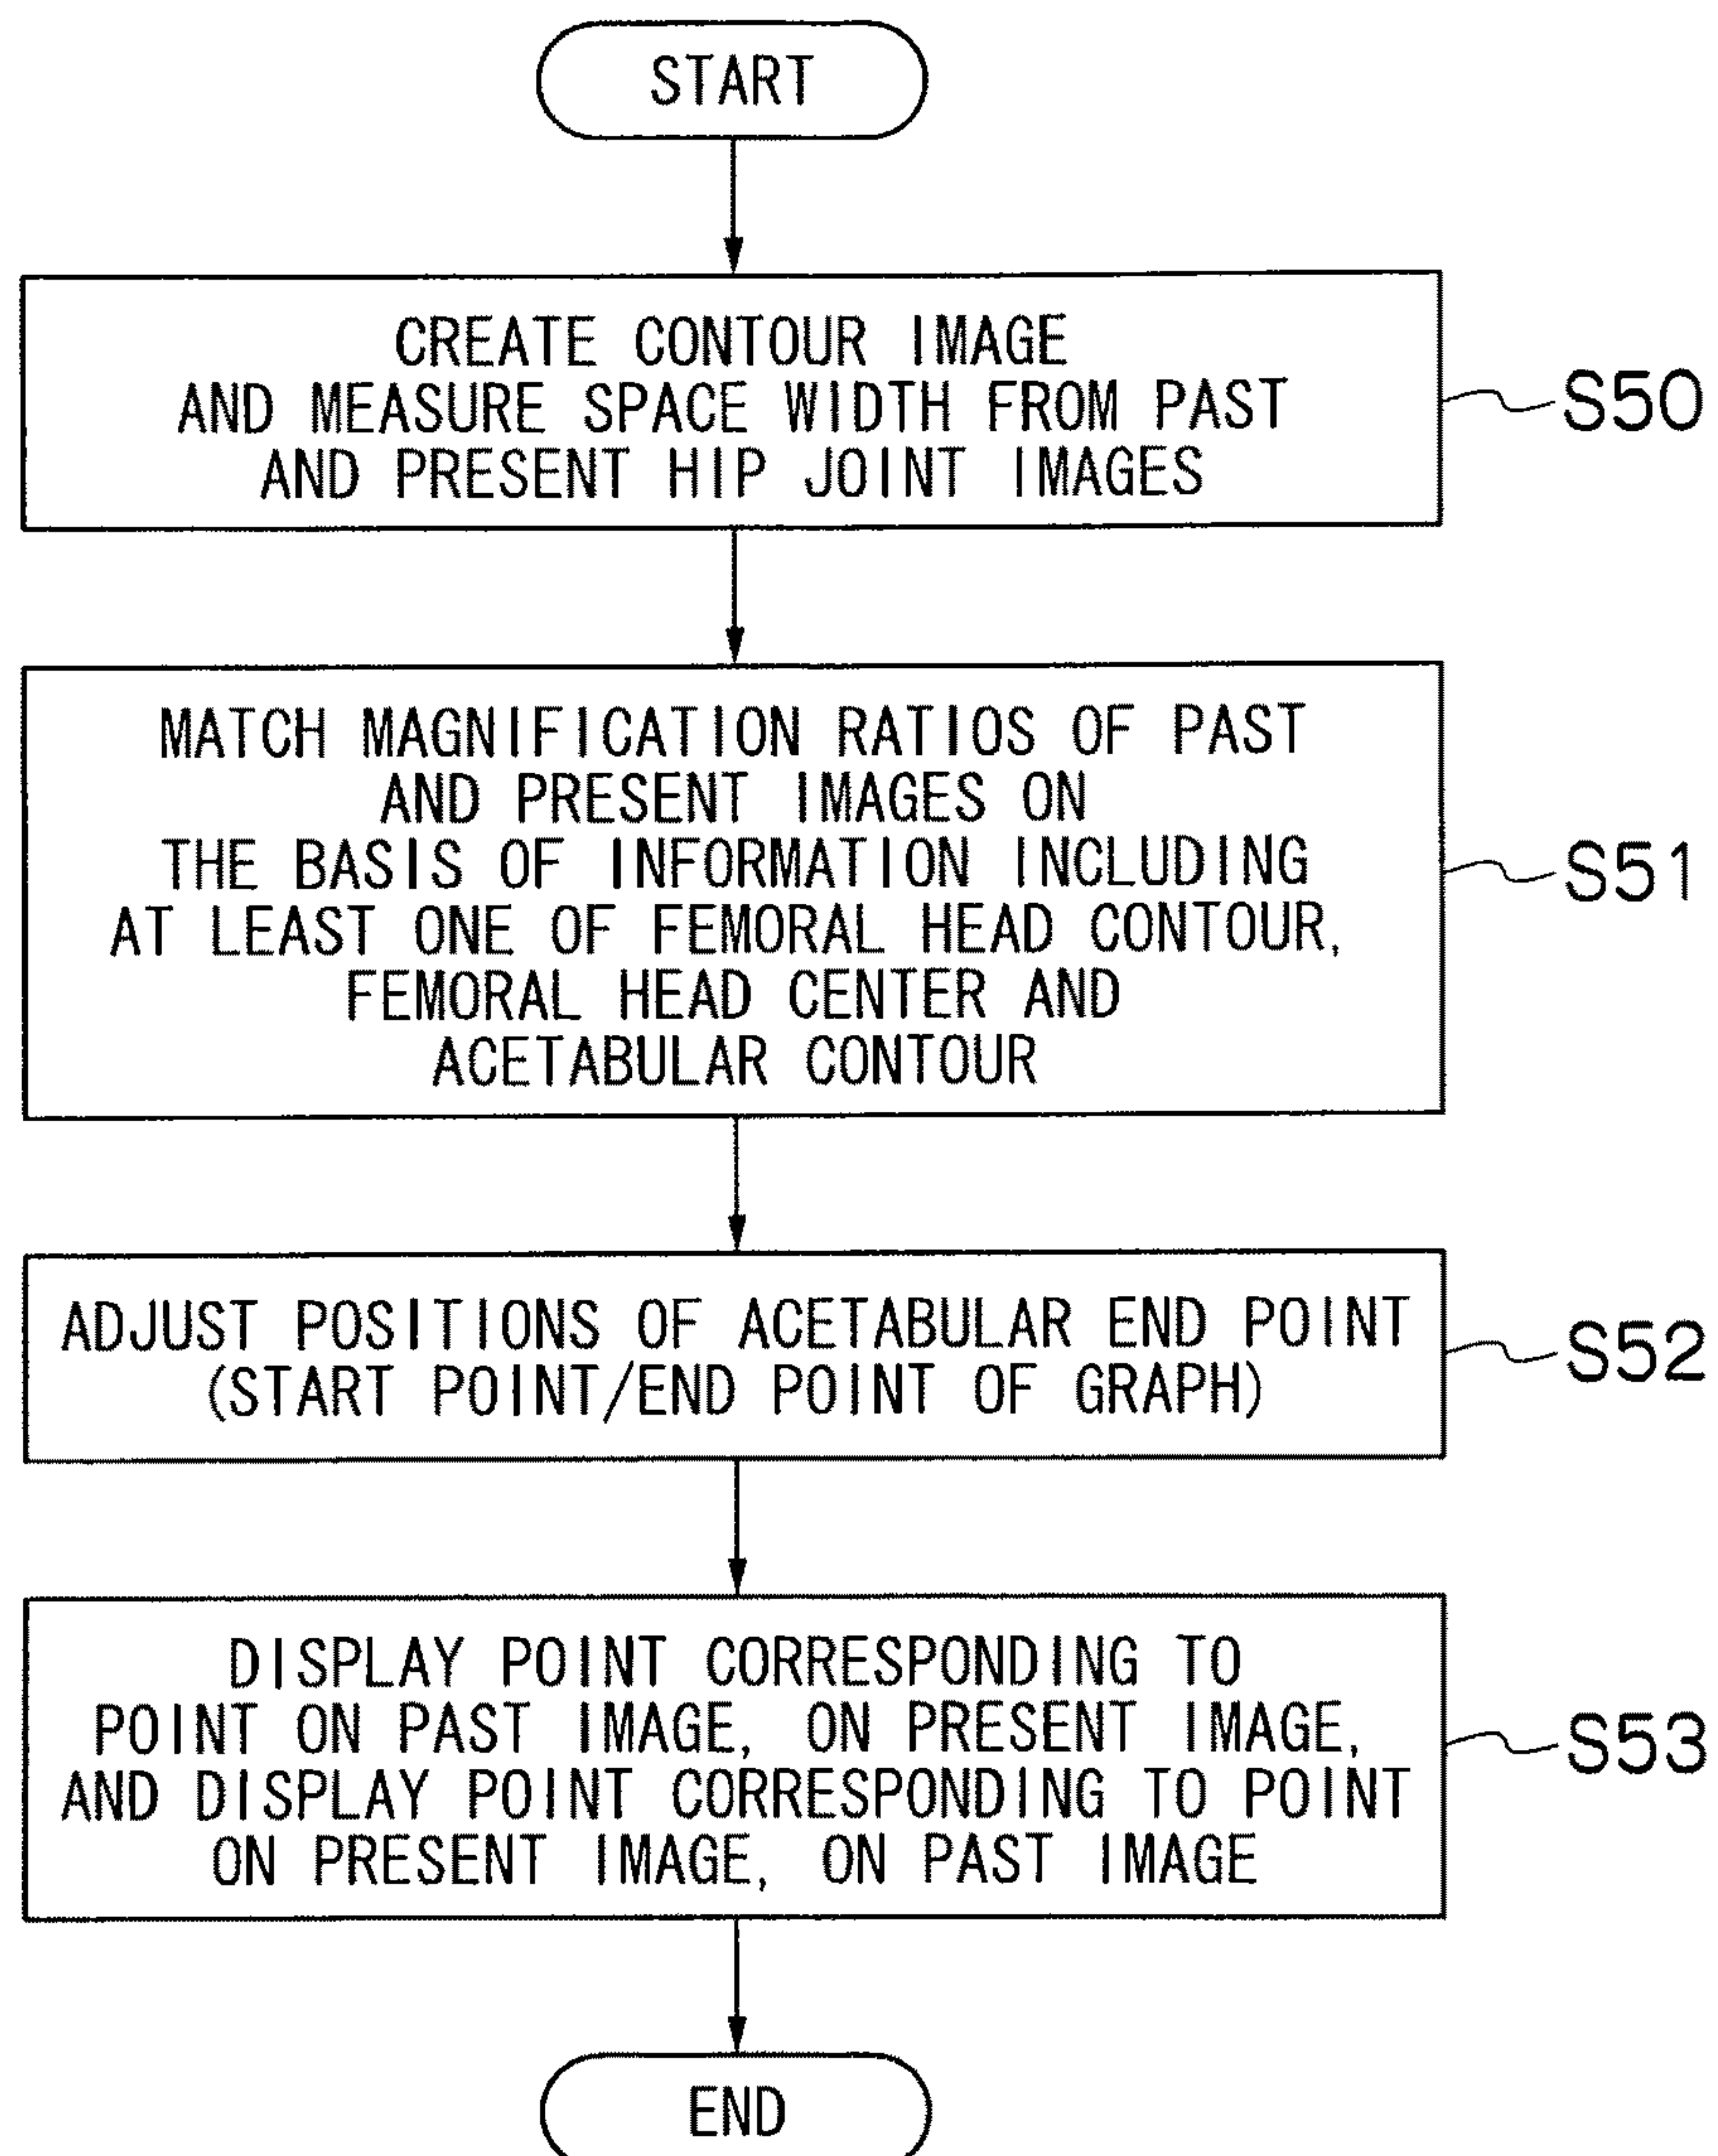 START
CREATE CONTOUR IMAGE
AND MEASURE SPACE WIDTH FROM PAST
AND PRESENT HIP JOINT IMAGES
S50
MATCH MAGNIFICATION RATIOS OF PAST
AND PRESENT IMAGES ON
THE BASIS OF INFORMATION INCLUDING
AT LEAST ONE OF FEMORAL HEAD CONTOUR,
FEMORAL HEAD CENTER AND
ACETABULAR CONTOUR
S51
ADJUST POSITIONS OF ACETABULAR END POINT
(START POINT/END POINT OF GRAPH)
S52
DISPLAY POINT CORRESPONDING TO
POINT ON PAST IMAGE, ON PRESENT IMAGE,
AND DISPLAY POINT CORRESPONDING TO POINT
ON PRESENT IMAGE, ON PAST IMAGE
S53
END